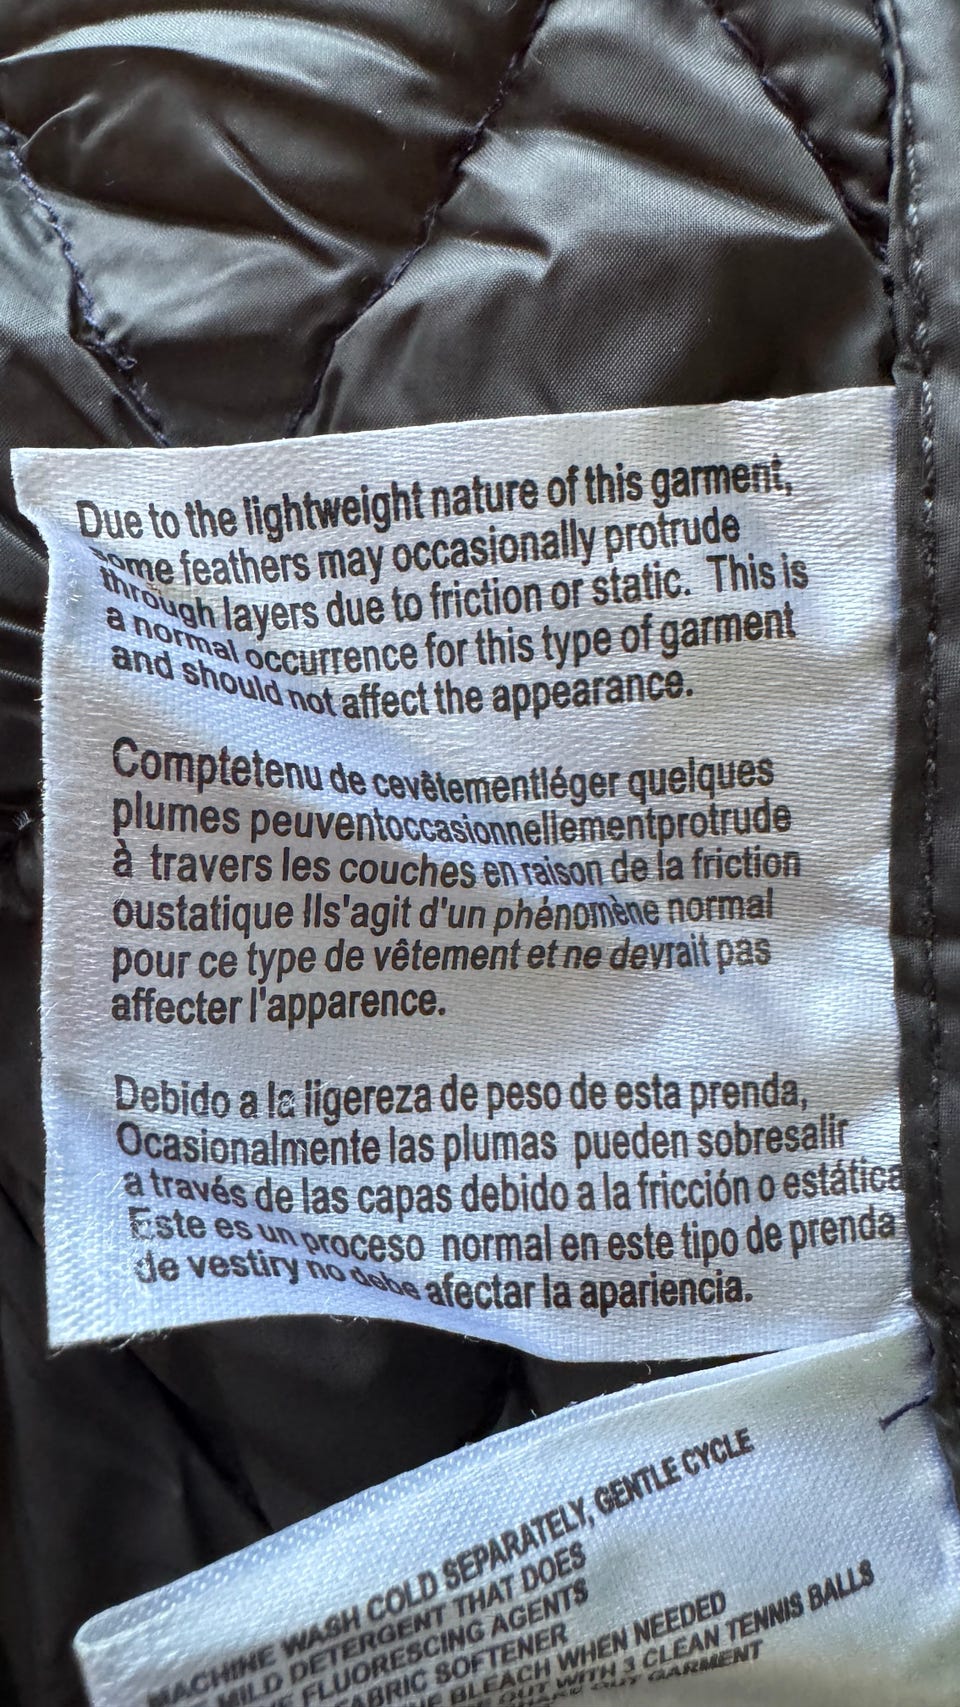 Due to the lightweight nature of this garment,
some feathers may occasionally protrude
through layers due to friction or static. This is
a normal occurrence for this type of garment
and should not affect the appearance.
Comptetenu de cevêtementléger quelques
plumes peuventoccasionnellementprotrude
à travers les couches en raison de la friction
oustatique Ils'agit d'un phénomène normal
pour ce type de vêtement et ne devrait pas
affecter l'apparence.
Debido a la ligereza de peso de esta prenda,
Ocasionalmente las plumas pueden sobresalir
a través de las capas debido a la fricción o estática
Este es un proceso normal en este tipo de prenda
de vestiry no debe afectar la apariencia.
MACHINE WASH COLD SEPARATELY, GENTLE CYCLE
MILD DETERGENT THAT DOES
FLUORESCING AGENTS
FABRIC SOFTENER
BLEACH WHEN NEEDED
OUT WITH 3 CLEAN TENNIS BALLS
GARMENT